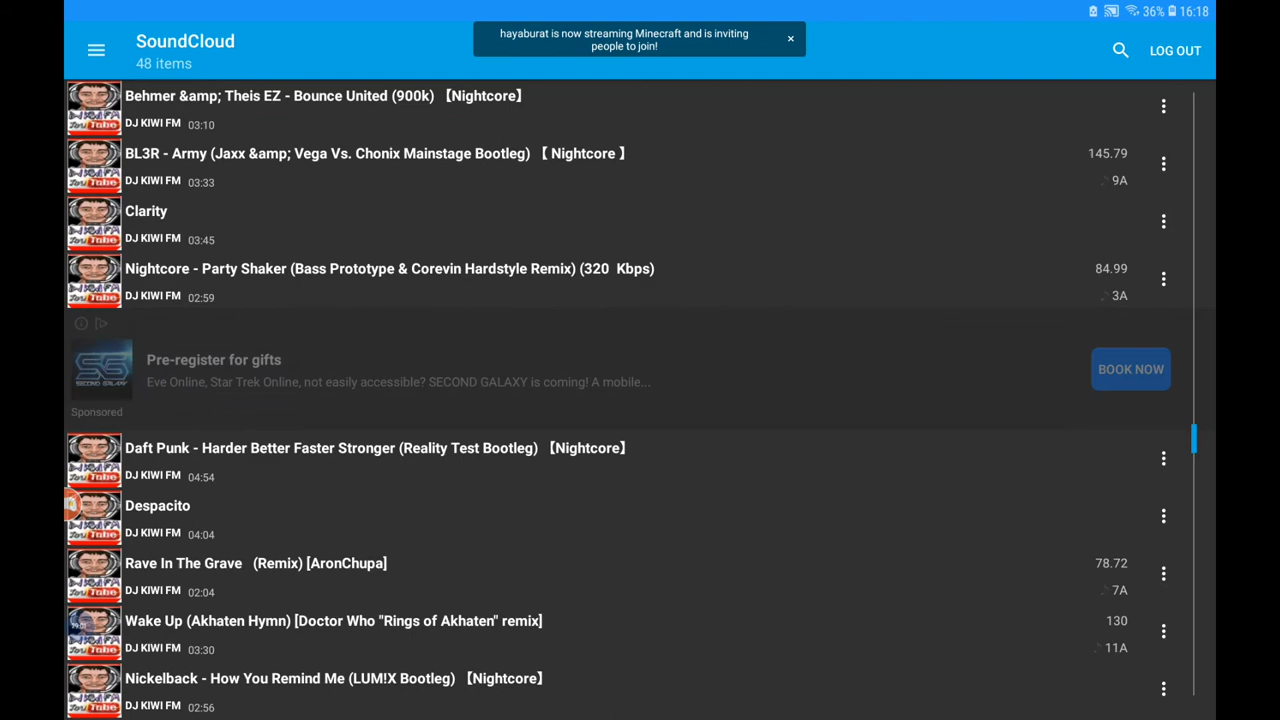 36% 16:18
hayaburat is now streaming Minecraft and is inviting
people to join!
SoundCloud
48 items
LOG OUT
Behmer &amp; Theis EZ - Bounce United (900k) 【Nightcore】
DJ KIWI FM 03:10
BL3R - Army (Jaxx &amp; Vega Vs. Chonix Mainstage Bootleg) 【 Nightcore 】
145.79
DJ KIWI FM 03:33
9A
Clarity
DJ KIWI FM 03:45
Nightcore - Party Shaker (Bass Prototype & Corevin Hardstyle Remix) (320 Kbps)
84.99
DJ KIWI FM 02:59
3A
SECOND GALAXY
Pre-register for gifts
Eve Online, Star Trek Online, not easily accessible? SECOND GALAXY is coming! A mobile...
BOOK NOW
Sponsored
Daft Punk - Harder Better Faster Stronger (Reality Test Bootleg) 【Nightcore】
DJ KIWI FM 04:54
Despacito
DJ KIWI FM 04:04
Rave In The Grave (Remix) [AronChupa]
78.72
DJ KIWI FM 02:04
7A
Wake Up (Akhaten Hymn) [Doctor Who "Rings of Akhaten" remix]
130
DJ KIWI FM 03:30
11A
Nickelback - How You Remind Me (LUM!X Bootleg) 【Nightcore】
DJ KIWI FM 02:56